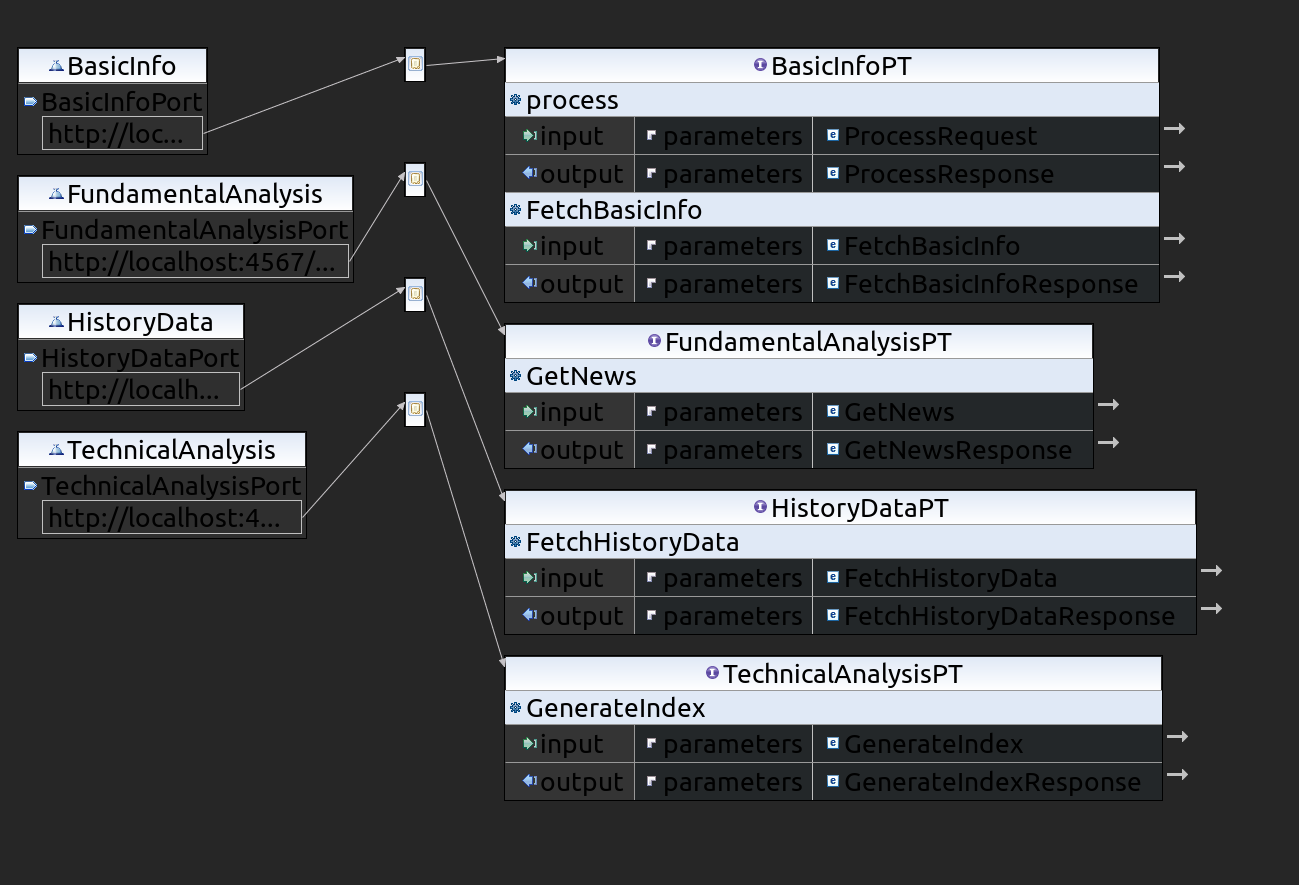 BasicInfo
BasicInfoPort
http://loc...
FundamentalAnalysis
FundamentalAnalysisPort
http://localhost:4567/...
HistoryData
HistoryDataPort
http://localh...
TechnicalAnalysis
TechnicalAnalysisPort
http://localhost:4...
BasicInfoPT
process
input parameters ProcessRequest
output parameters ProcessResponse
FetchBasicInfo
input parameters FetchBasicInfo
output parameters FetchBasicInfoResponse
FundamentalAnalysisPT
GetNews
input parameters GetNews
output parameters GetNewsResponse
HistoryDataPT
FetchHistoryData
input parameters FetchHistoryData
output parameters FetchHistoryDataResponse
TechnicalAnalysisPT
GenerateIndex
input parameters GenerateIndex
output parameters GenerateIndexResponse